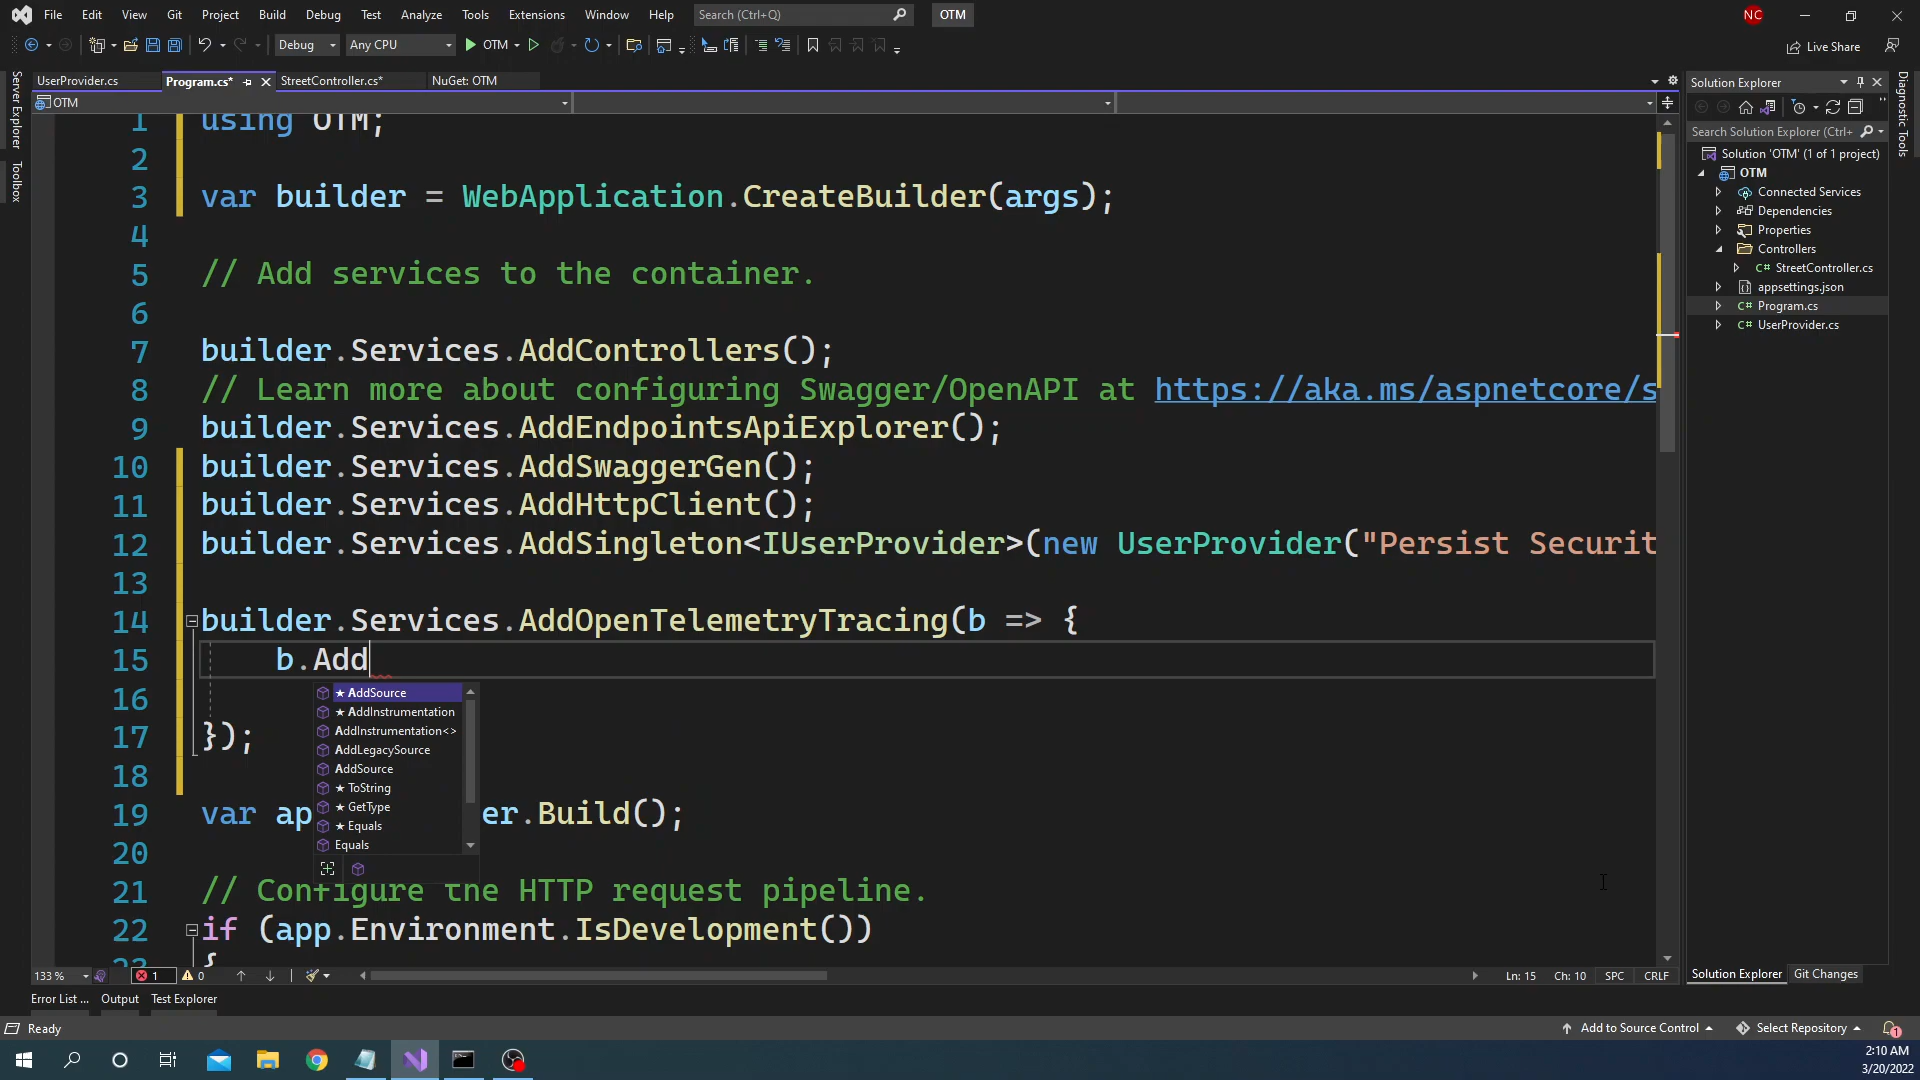 File Edit View Git Project Build Debug Test Analyze Tools Extensions Window Help Search (Ctrl+Q) OTM NC
Debug Any CPU OTM Live Share
UserProvider.cs Program.cs* StreetController.cs* NuGet: OTM
OTM
Server Explorer
Toolbox
1 using OTM;
2
3 var builder = WebApplication.CreateBuilder(args);
4
5 // Add services to the container.
6
7 builder.Services.AddControllers();
8 // Learn more about configuring Swagger/OpenAPI at https://aka.ms/aspnetcore/s
9 builder.Services.AddEndpointsApiExplorer();
10 builder.Services.AddSwaggerGen();
11 builder.Services.AddHttpClient();
12 builder.Services.AddSingleton<IUserProvider>(new UserProvider("Persist Securit
13
14 builder.Services.AddOpenTelemetryTracing(b => {
15 b.Add
16
17 });
18
19 var ap er.Build();
20
21 // Configure the HTTP request pipeline.
22 if (app.Environment.IsDevelopment())
23 {
★ AddSource
★ AddInstrumentation
AddInstrumentation<>
AddLegacySource
AddSource
★ ToString
★ GetType
★ Equals
Equals
133 % 1 0 Ln: 15 Ch: 10 SPC CRLF
Solution Explorer
Search Solution Explorer (Ctrl+
Solution 'OTM' (1 of 1 project)
OTM
Connected Services
Dependencies
Properties
Controllers
C# StreetController.cs
appsettings.json
C# Program.cs
C# UserProvider.cs
Diagnostic Tools
Solution Explorer Git Changes
Error List ... Output Test Explorer
Ready Add to Source Control Select Repository 1
2:10 AM
3/20/2022